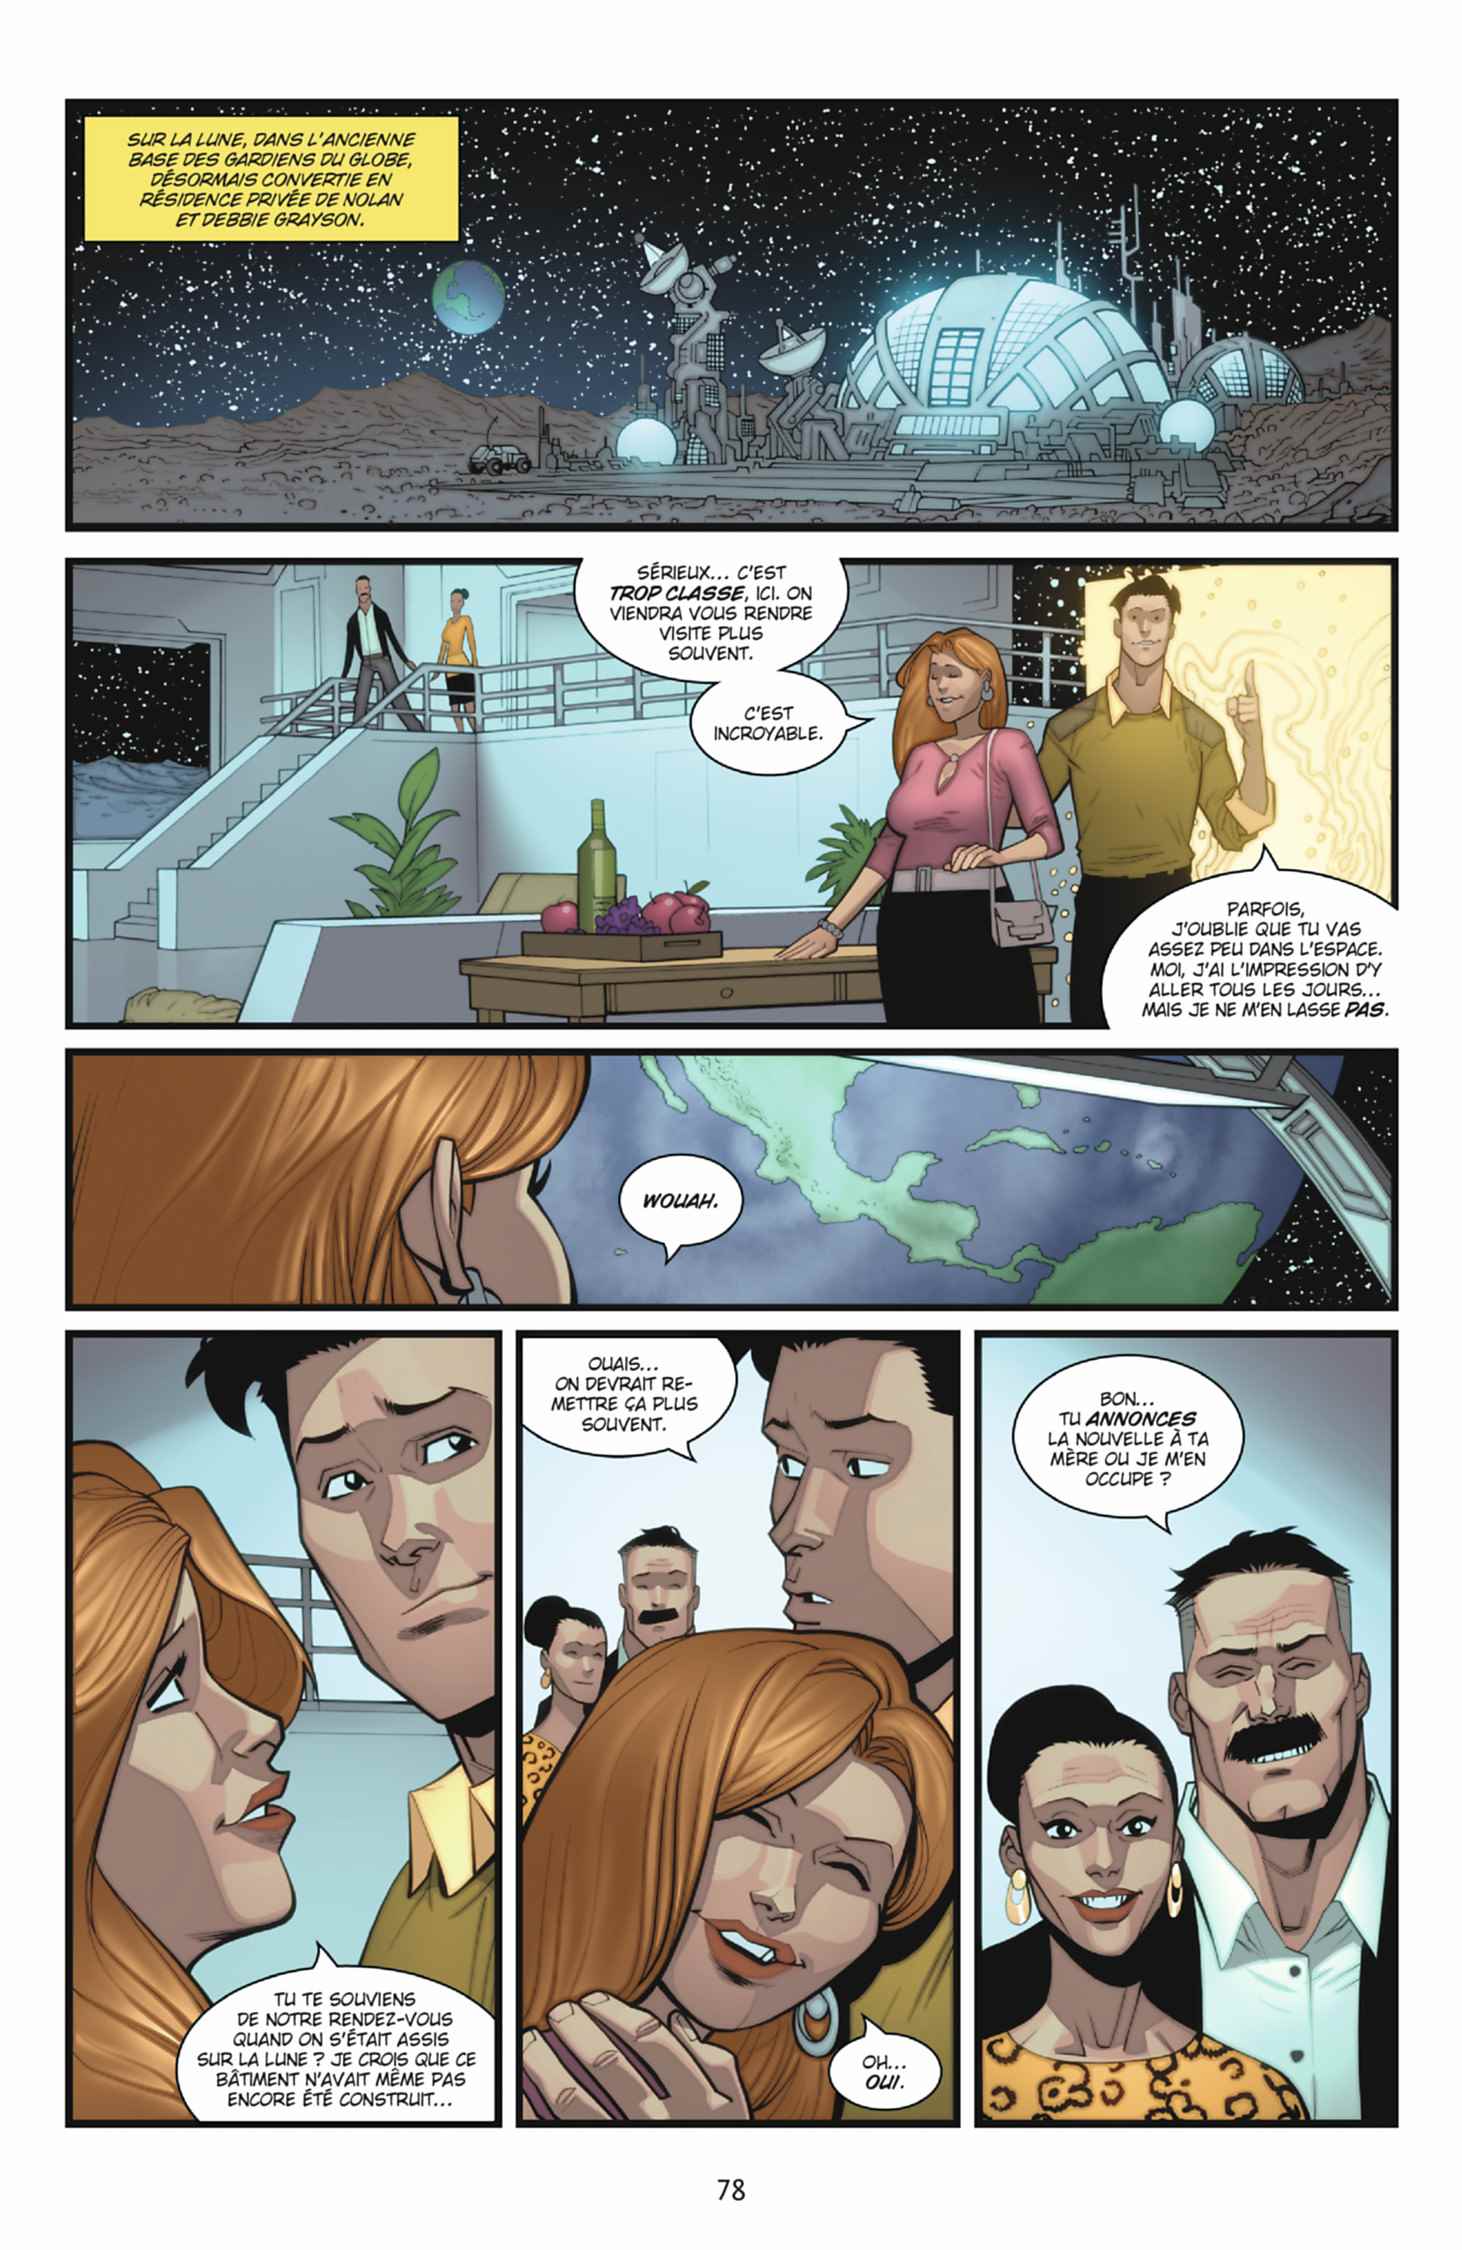 SUR LA LUNE, DANS L'ANCIENNE
BASE DES GARDIENS DU GLOBE,
DÉSORMAIS CONVERTIE EN
RÉSIDENCE PRIVÉE DE NOLAN
ET DEBBIE GRAYSON.
SÉRIEUX... C'EST
TROP CLASSE, ICI. ON
VIENDRA VOUS RENDRE
VISITE PLUS
SOUVENT.
C'EST
INCROYABLE.
PARFOIS,
J'OUBLIE QUE TU VAS
ASSEZ PEU DANS L'ESPACE.
MOI, J'AI L'IMPRESSION D'Y
ALLER TOUS LES JOURS...
MAIS JE NE M'EN LASSE PAS.
WOUAH.
TU TE SOUVIENS
DE NOTRE RENDEZ-VOUS
QUAND ON S'ÉTAIT ASSIS
SUR LA LUNE ? JE CROIS QUE CE
BÂTIMENT N'AVAIT MÊME PAS
ENCORE ÉTÉ CONSTRUIT...
OUAIS...
ON DEVRAIT RE-
METTRE ÇA PLUS
SOUVENT.
OH...
OUI.
BON...
TU ANNONCES
LA NOUVELLE À TA
MÈRE OU JE M'EN
OCCUPE ?
78